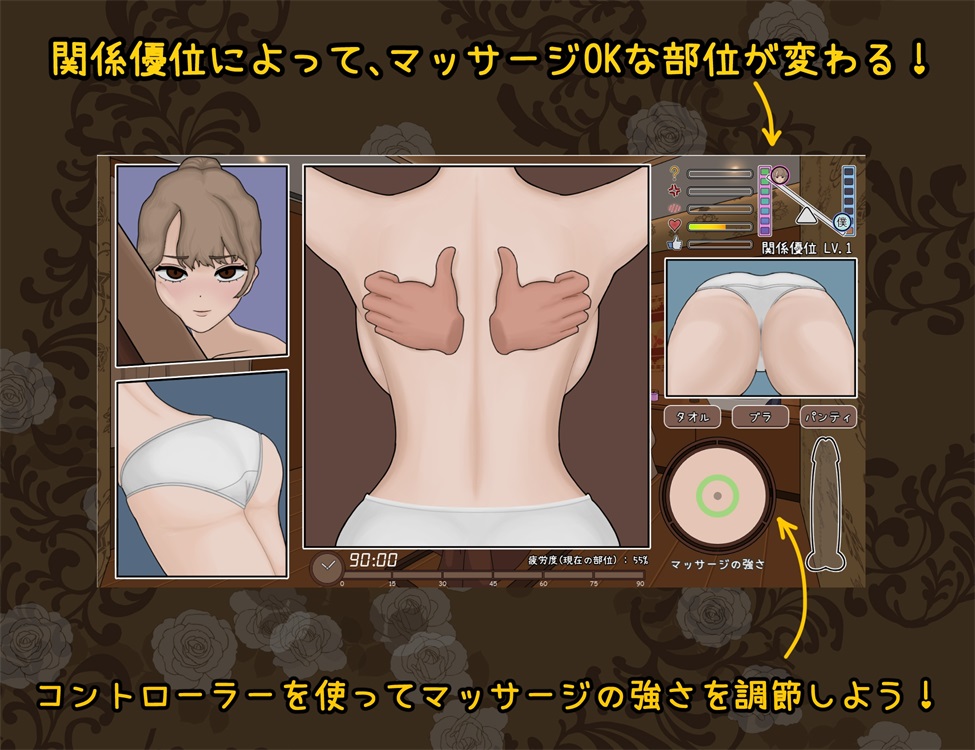 関係優位によって、マッサージOKな部位が変わる！
僕
関係優位 LV.1
タオル ブラ パンティ
90:00
疲労度(現在の部位)：55%
0 15 30 45 60 75 90
マッサージの強さ
コントローラーを使ってマッサージの強さを調節しよう！